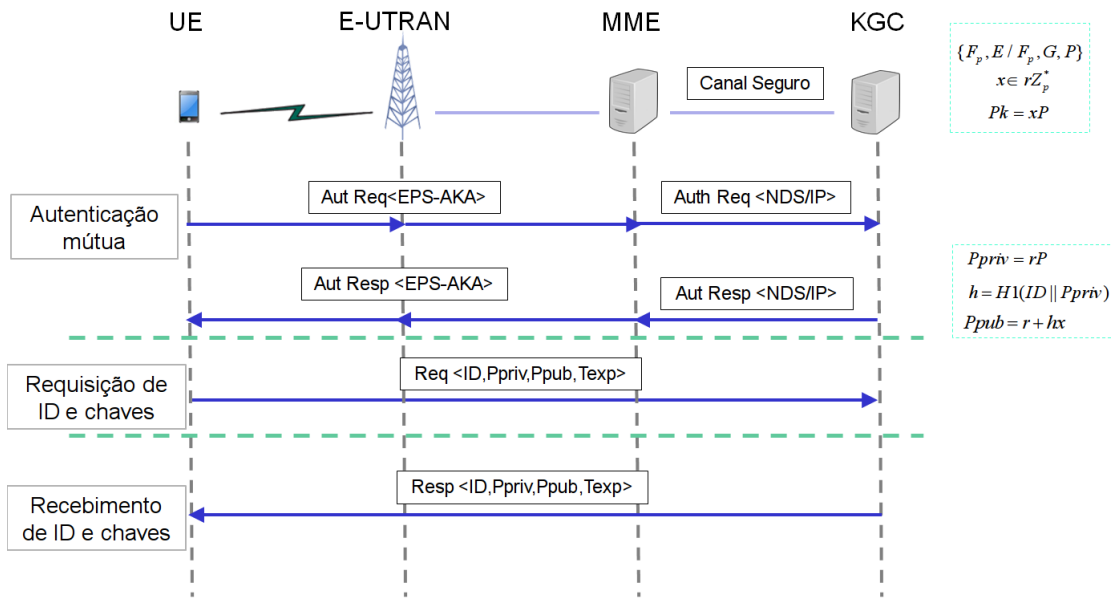 UE
E-UTRAN
MME
KGC
{F_p, E / F_p, G, P}
x ∈ rZ_p^*
Pk = xP
Canal Seguro
Autenticação
mútua
Aut Req<EPS-AKA>
Auth Req <NDS/IP>
Aut Resp <EPS-AKA>
Aut Resp <NDS/IP>
Ppriv = rP
h = H1(ID || Ppriv)
Ppub = r + hx
Requisição de
ID e chaves
Req <ID,Ppriv,Ppub,Texp>
Recebimento
de ID e chaves
Resp <ID,Ppriv,Ppub,Texp>